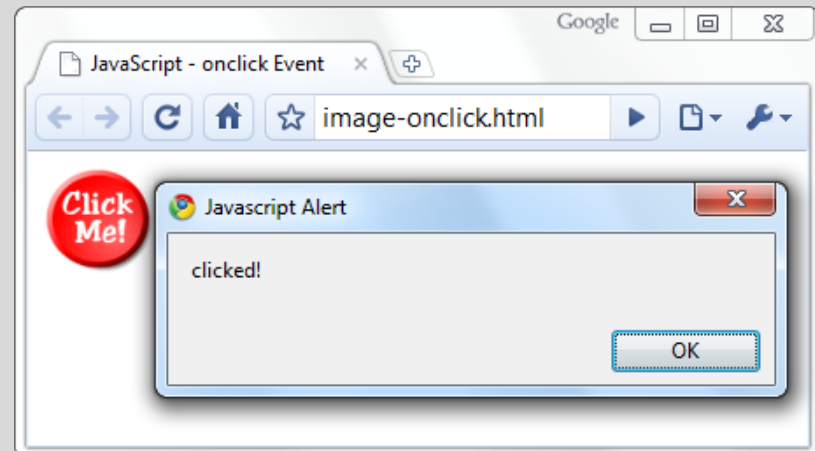 Google
JavaScript - onclick Event
image-onclick.html
Click
Me!
Javascript Alert
clicked!
OK